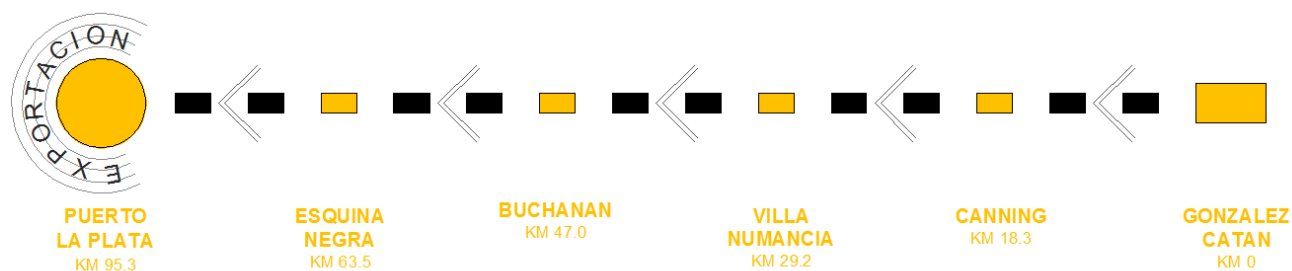 EXPORTACION
PUERTO
LA PLATA
KM 95.3
ESQUINA
NEGRA
KM 63.5
BUCHANAN
KM 47.0
VILLA
NUMANCIA
KM 29.2
CANNING
KM 18.3
GONZALEZ
CATAN
KM 0